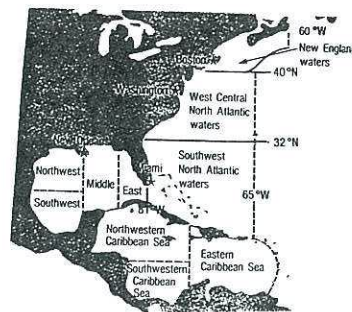 60°W
New England
waters
Boston
40°N
Washington
West Central
North Atlantic
waters
32°N
Northwest
Southwest
Middle
East
Southwest
North Atlantic
waters
65°W
81°W
Northwestern
Caribbean Sea
Southwestern
Caribbean
Sea
Eastern
Caribbean Sea